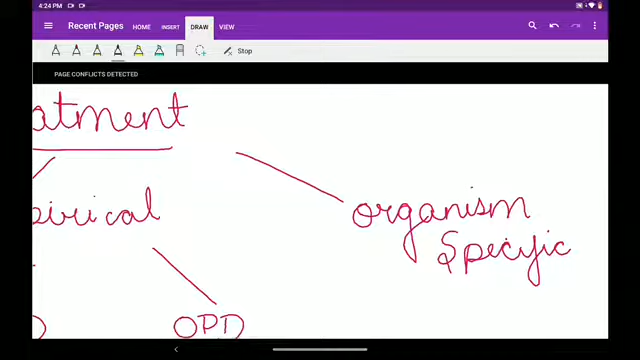 4:24 PM
Recent Pages HOME INSERT DRAW VIEW
Stop
PAGE CONFLICTS DETECTED
atment
pirical
organism
Specific
OPD